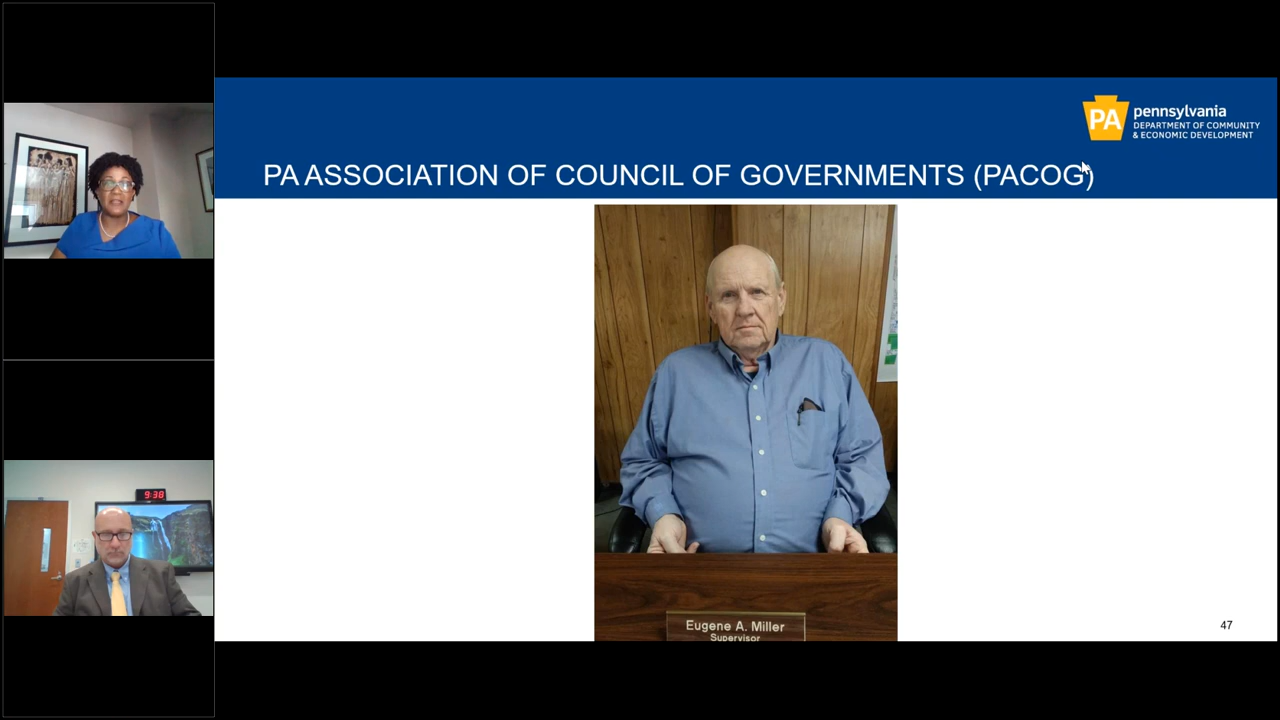 9:38
PA
pennsylvania
DEPARTMENT OF COMMUNITY
& ECONOMIC DEVELOPMENT
PA ASSOCIATION OF COUNCIL OF GOVERNMENTS (PACOG)
Eugene A. Miller
Supervisor
47